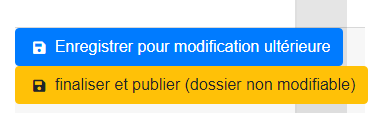 Enregistrer pour modification ultérieure
finaliser et publier (dossier non modifiable)